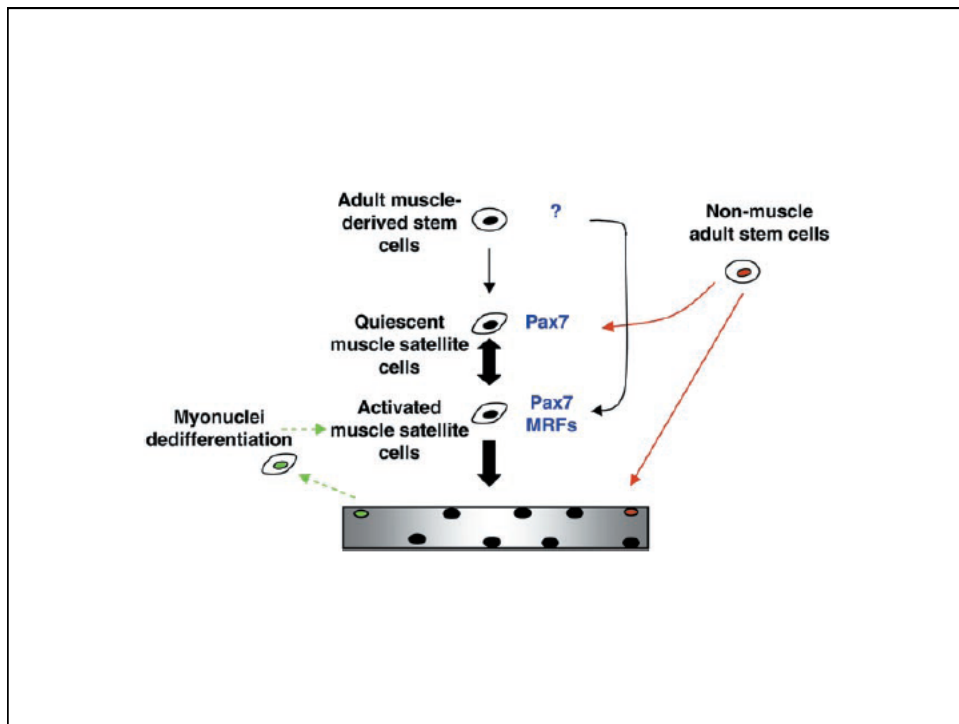 Adult muscle-
derived stem
cells
?
Non-muscle
adult stem cells
Quiescent
muscle satellite
cells
Pax7
Activated
muscle satellite
cells
Pax7
MRFs
Myonuclei
dedifferentiation